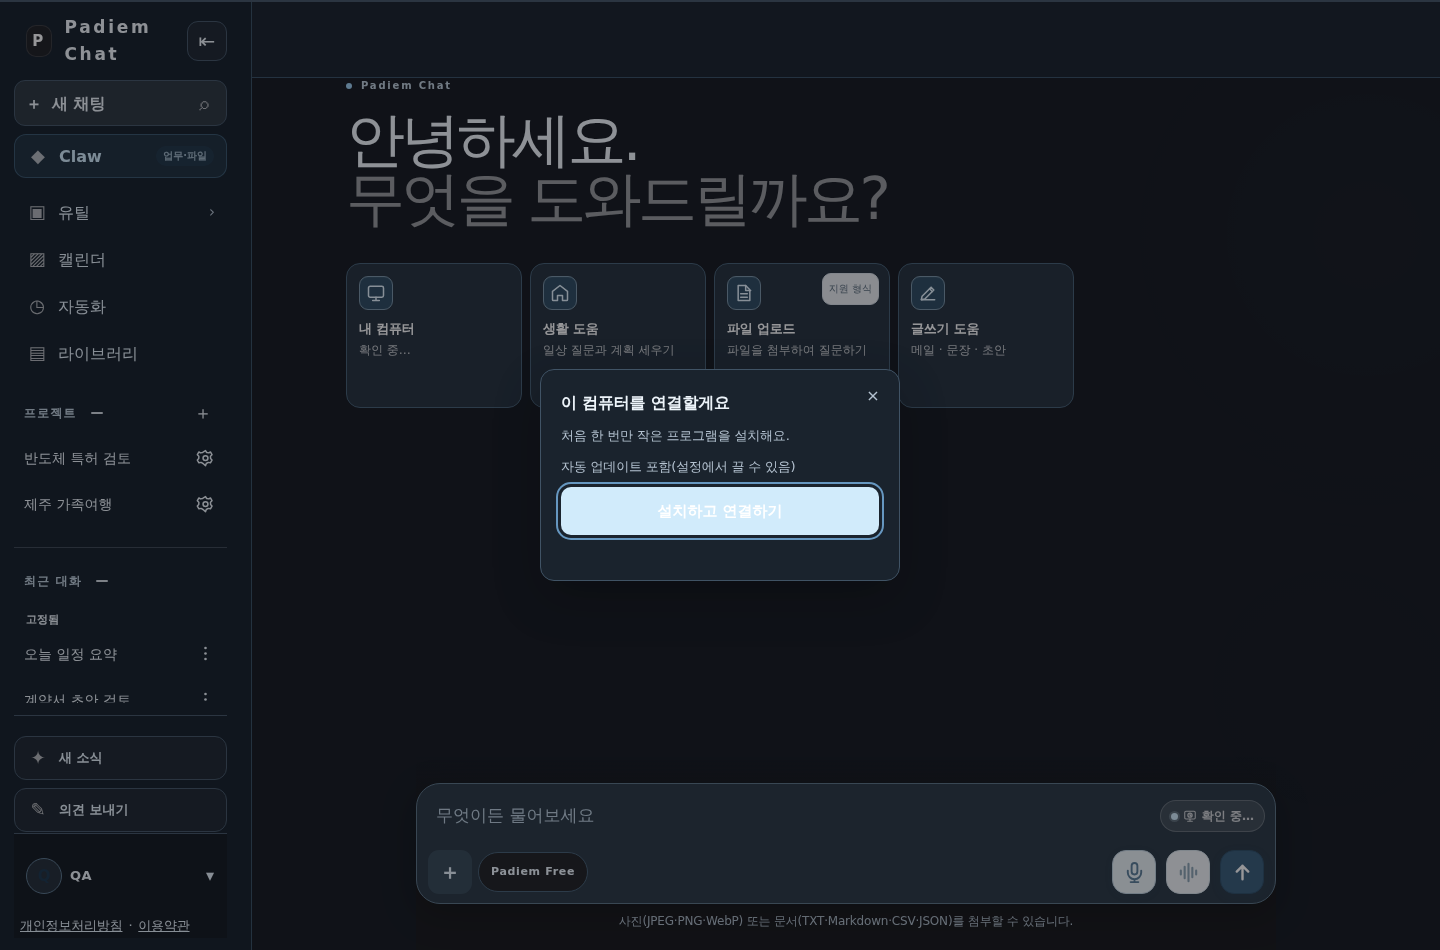 P
Padiem
Chat
+ 새 채팅
Claw
업무·파일
유틸
캘린더
자동화
라이브러리
프로젝트
반도체 특허 검토
제주 가족여행
최근 대화
고정됨
오늘 일정 요약
계약서 초안 검토
새 소식
의견 보내기
QA
개인정보처리방침 · 이용약관
Padiem Chat
안녕하세요.
무엇을 도와드릴까요?
내 컴퓨터
확인 중...
생활 도움
일상 질문과 계획 세우기
지원 형식
파일 업로드
파일을 첨부하여 질문하기
글쓰기 도움
메일 · 문장 · 초안
이 컴퓨터를 연결할게요
×
처음 한 번만 작은 프로그램을 설치해요.
자동 업데이트 포함(설정에서 끌 수 있음)
설치하고 연결하기
무엇이든 물어보세요
확인 중...
+
Padiem Free
사진(JPEG·PNG·WebP) 또는 문서(TXT·Markdown·CSV·JSON)를 첨부할 수 있습니다.